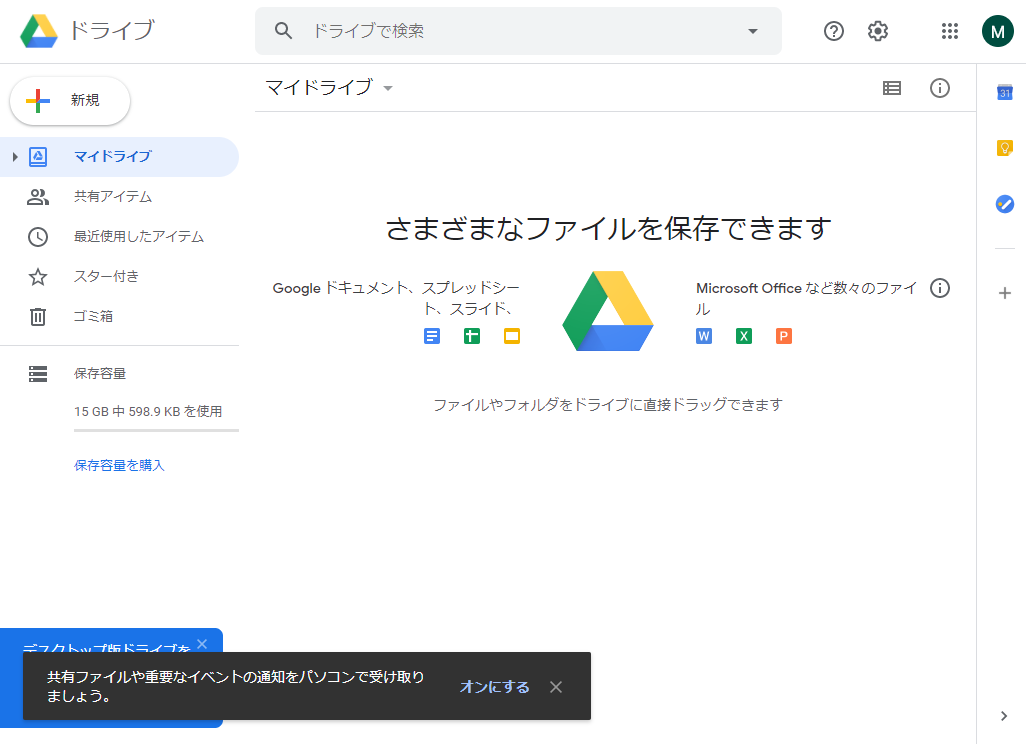 ドライブ
ドライブで検索
M
新規
マイドライブ
31
マイドライブ
共有アイテム
最近使用したアイテム
スター付き
ゴミ箱
さまざまなファイルを保存できます
Google ドキュメント、スプレッドシー
ト、スライド、
Microsoft Office など数々のファイ
ル
W
X
P
保存容量
15 GB 中 598.9 KB を使用
ファイルやフォルダをドライブに直接ドラッグできます
保存容量を購入
デスクトップ版ドライブを
共有ファイルや重要なイベントの通知をパソコンで受け取り
ましょう。
オンにする